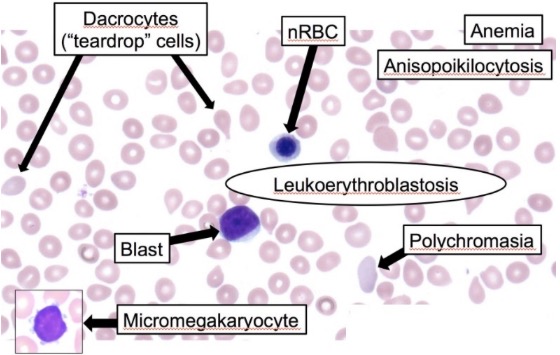 Dacrocytes
("teardrop" cells)
nRBC
Anemia
Anisopoikilocytosis
Leukoerythroblastosis
Blast
Polychromasia
Micromegakaryocyte